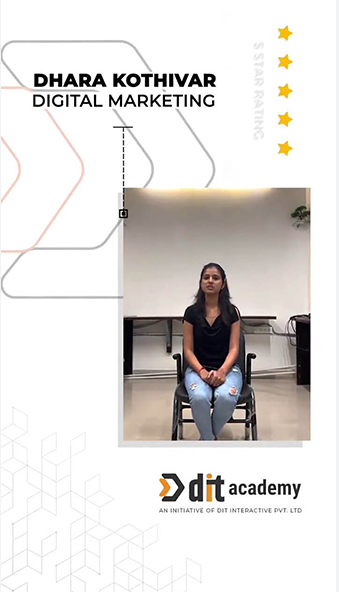 DHARA KOTHIVAR
DIGITAL MARKETING
5 STAR RATING
dit academy
AN INITIATIVE OF DIT INTERACTIVE PVT. LTD